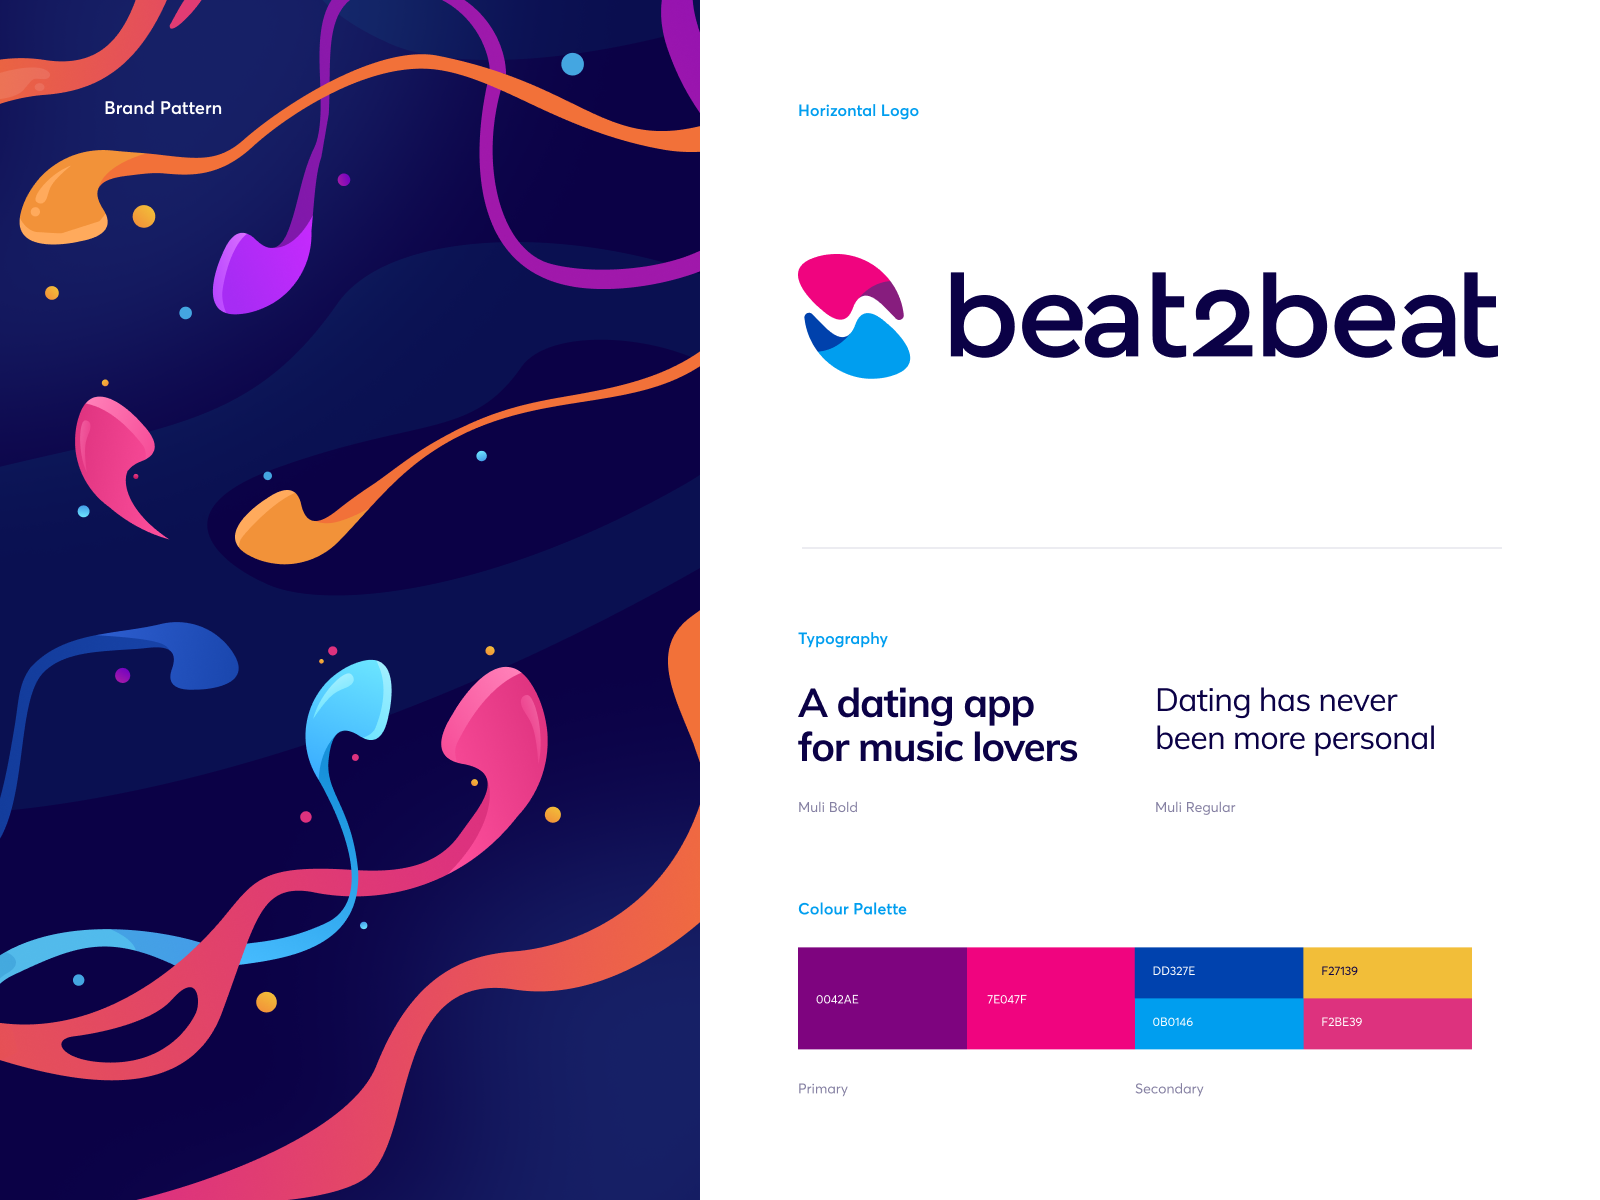 Brand Pattern
Horizontal Logo
beat2beat
Typography
A dating app
for music lovers
Muli Bold
Dating has never
been more personal
Muli Regular
Colour Palette
0042AE
7E047F
DD327E
F27139
0B0146
F2BE39
Primary
Secondary